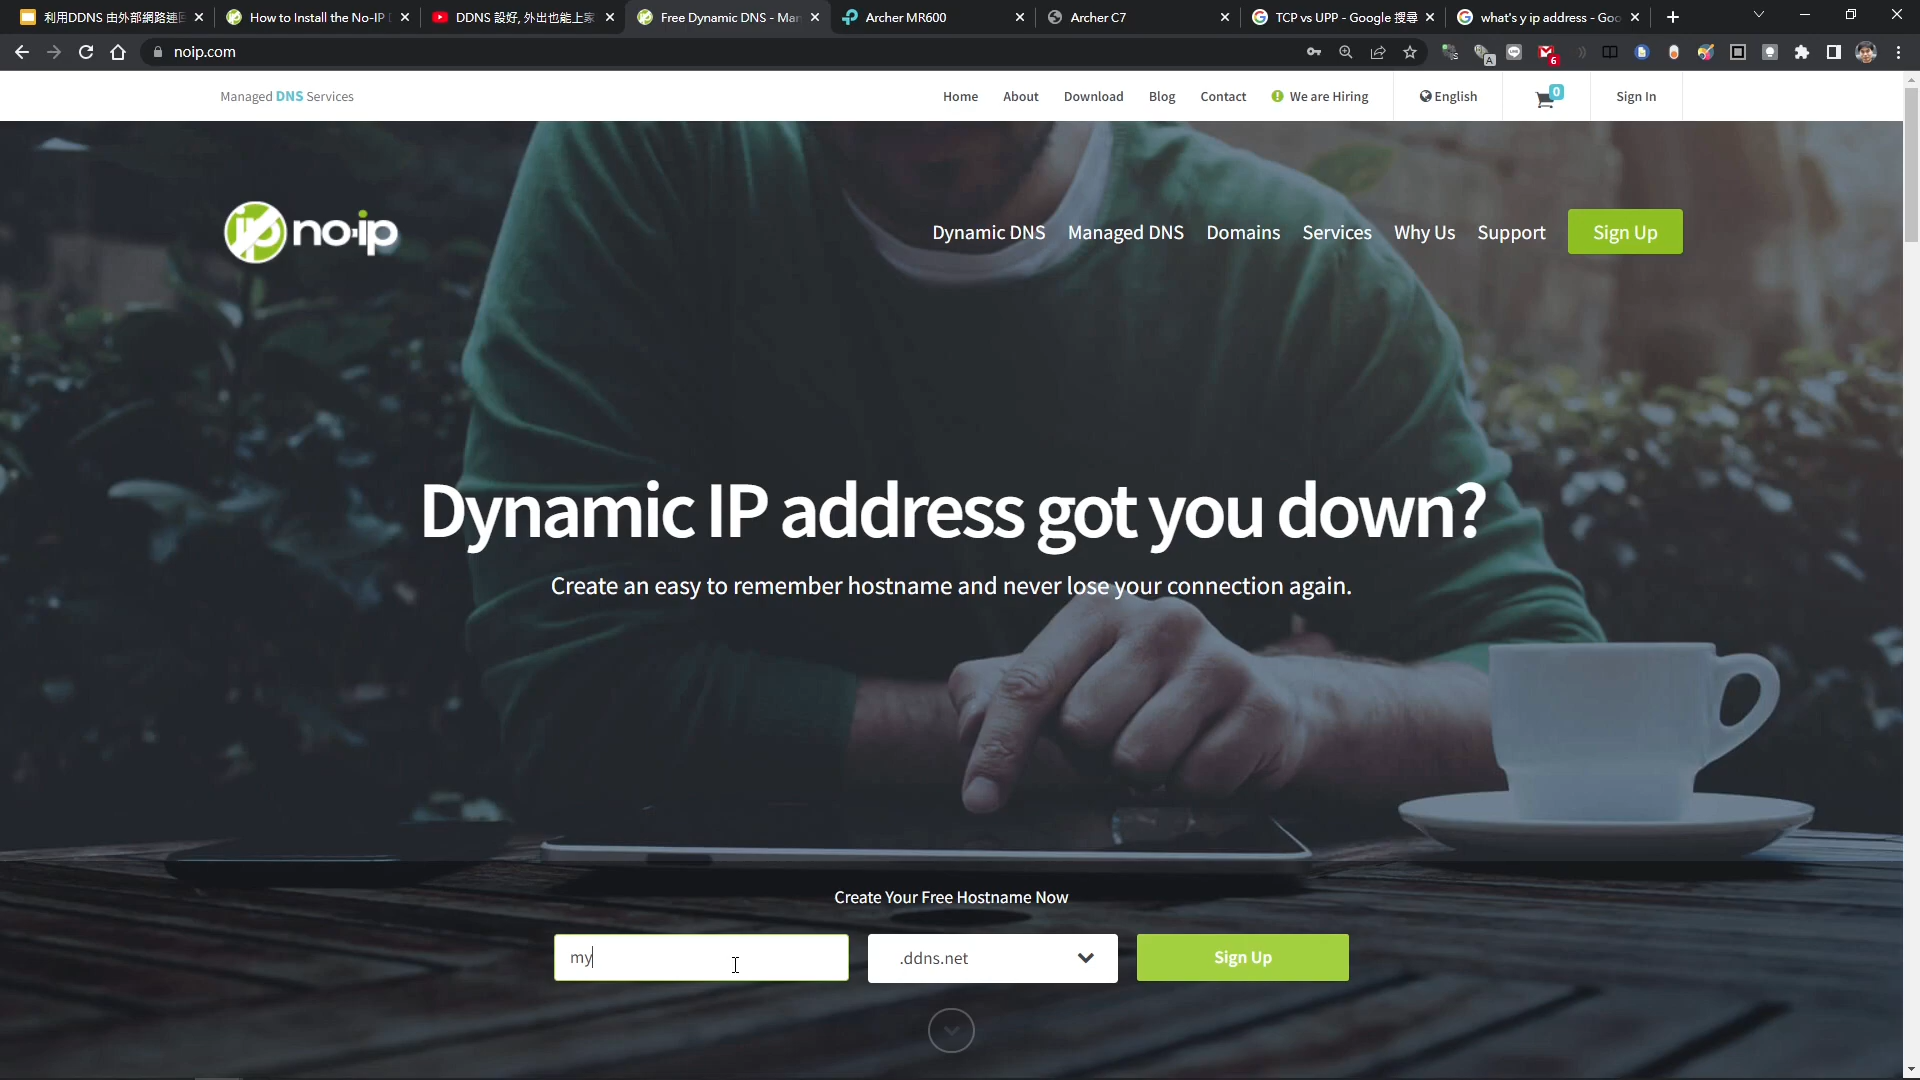 利用DDNS 由外部網路連回
How to Install the No-IP D
DDNS 設好, 外出也能上家
Free Dynamic DNS - Man
Archer MR600
Archer C7
TCP vs UPP - Google 搜尋
what's y ip address - Goo
noip.com
A
6
Managed DNS Services
Home
About
Download
Blog
Contact
We are Hiring
English
0
Sign In
ip no-ip
Dynamic DNS
Managed DNS
Domains
Services
Why Us
Support
Sign Up
Dynamic IP address got you down?
Create an easy to remember hostname and never lose your connection again.
Create Your Free Hostname Now
my
.ddns.net
Sign Up